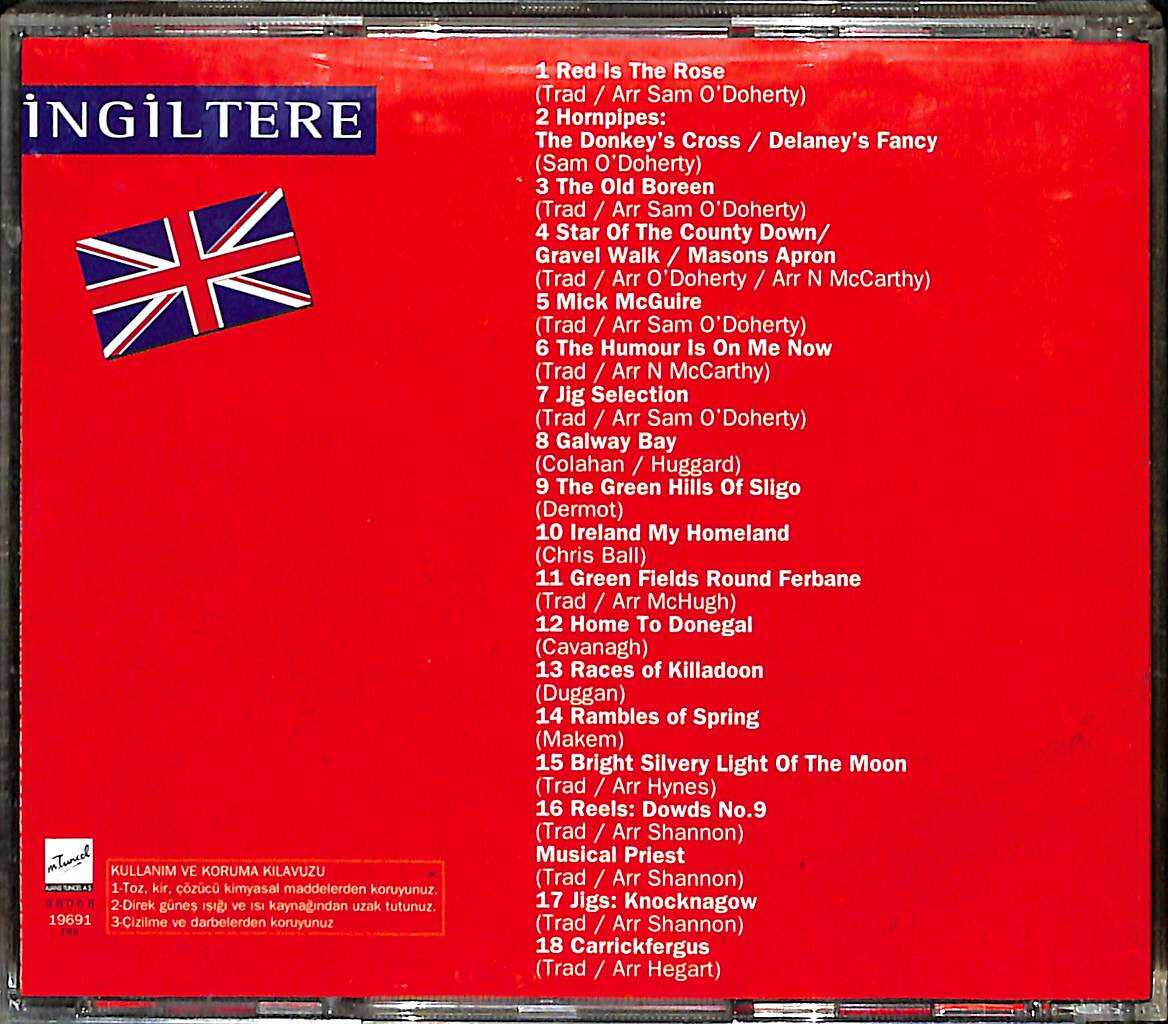 İNGİLTERE
1 Red Is The Rose
(Trad / Arr Sam O'Doherty)
2 Hornpipes:
The Donkey's Cross / Delaney's Fancy
(Sam O'Doherty)
3 The Old Boreen
(Trad / Arr Sam O'Doherty)
4 Star Of The County Down/
Gravel Walk / Masons Apron
(Trad / Arr O'Doherty / Arr N McCarthy)
5 Mick McGuire
(Trad / Arr Sam O'Doherty)
6 The Humour Is On Me Now
(Trad / Arr N McCarthy)
7 Jig Selection
(Trad / Arr Sam O'Doherty)
8 Galway Bay
(Colahan / Huggard)
9 The Green Hills Of Sligo
(Dermot)
10 Ireland My Homeland
(Chris Ball)
11 Green Fields Round Ferbane
(Trad / Arr McHugh)
12 Home To Donegal
(Cavanagh)
13 Races of Killadoon
(Duggan)
14 Rambles of Spring
(Makem)
15 Bright Silvery Light Of The Moon
(Trad / Arr Hynes)
16 Reels: Dowds No.9
(Trad / Arr Shannon)
Musical Priest
(Trad / Arr Shannon)
17 Jigs: Knocknagow
(Trad / Arr Shannon)
18 Carrickfergus
(Trad / Arr Hegart)
mTuncel
AJANS TUNCEL A.Ş
19691
KULLANIM VE KORUMA KILAVUZU
1-Toz, kir, çözücü kimyasal maddelerden koruyunuz.
2-Direk güneş ışığı ve ısı kaynağından uzak tutunuz.
3-Çizilme ve darbelerden koruyunuz